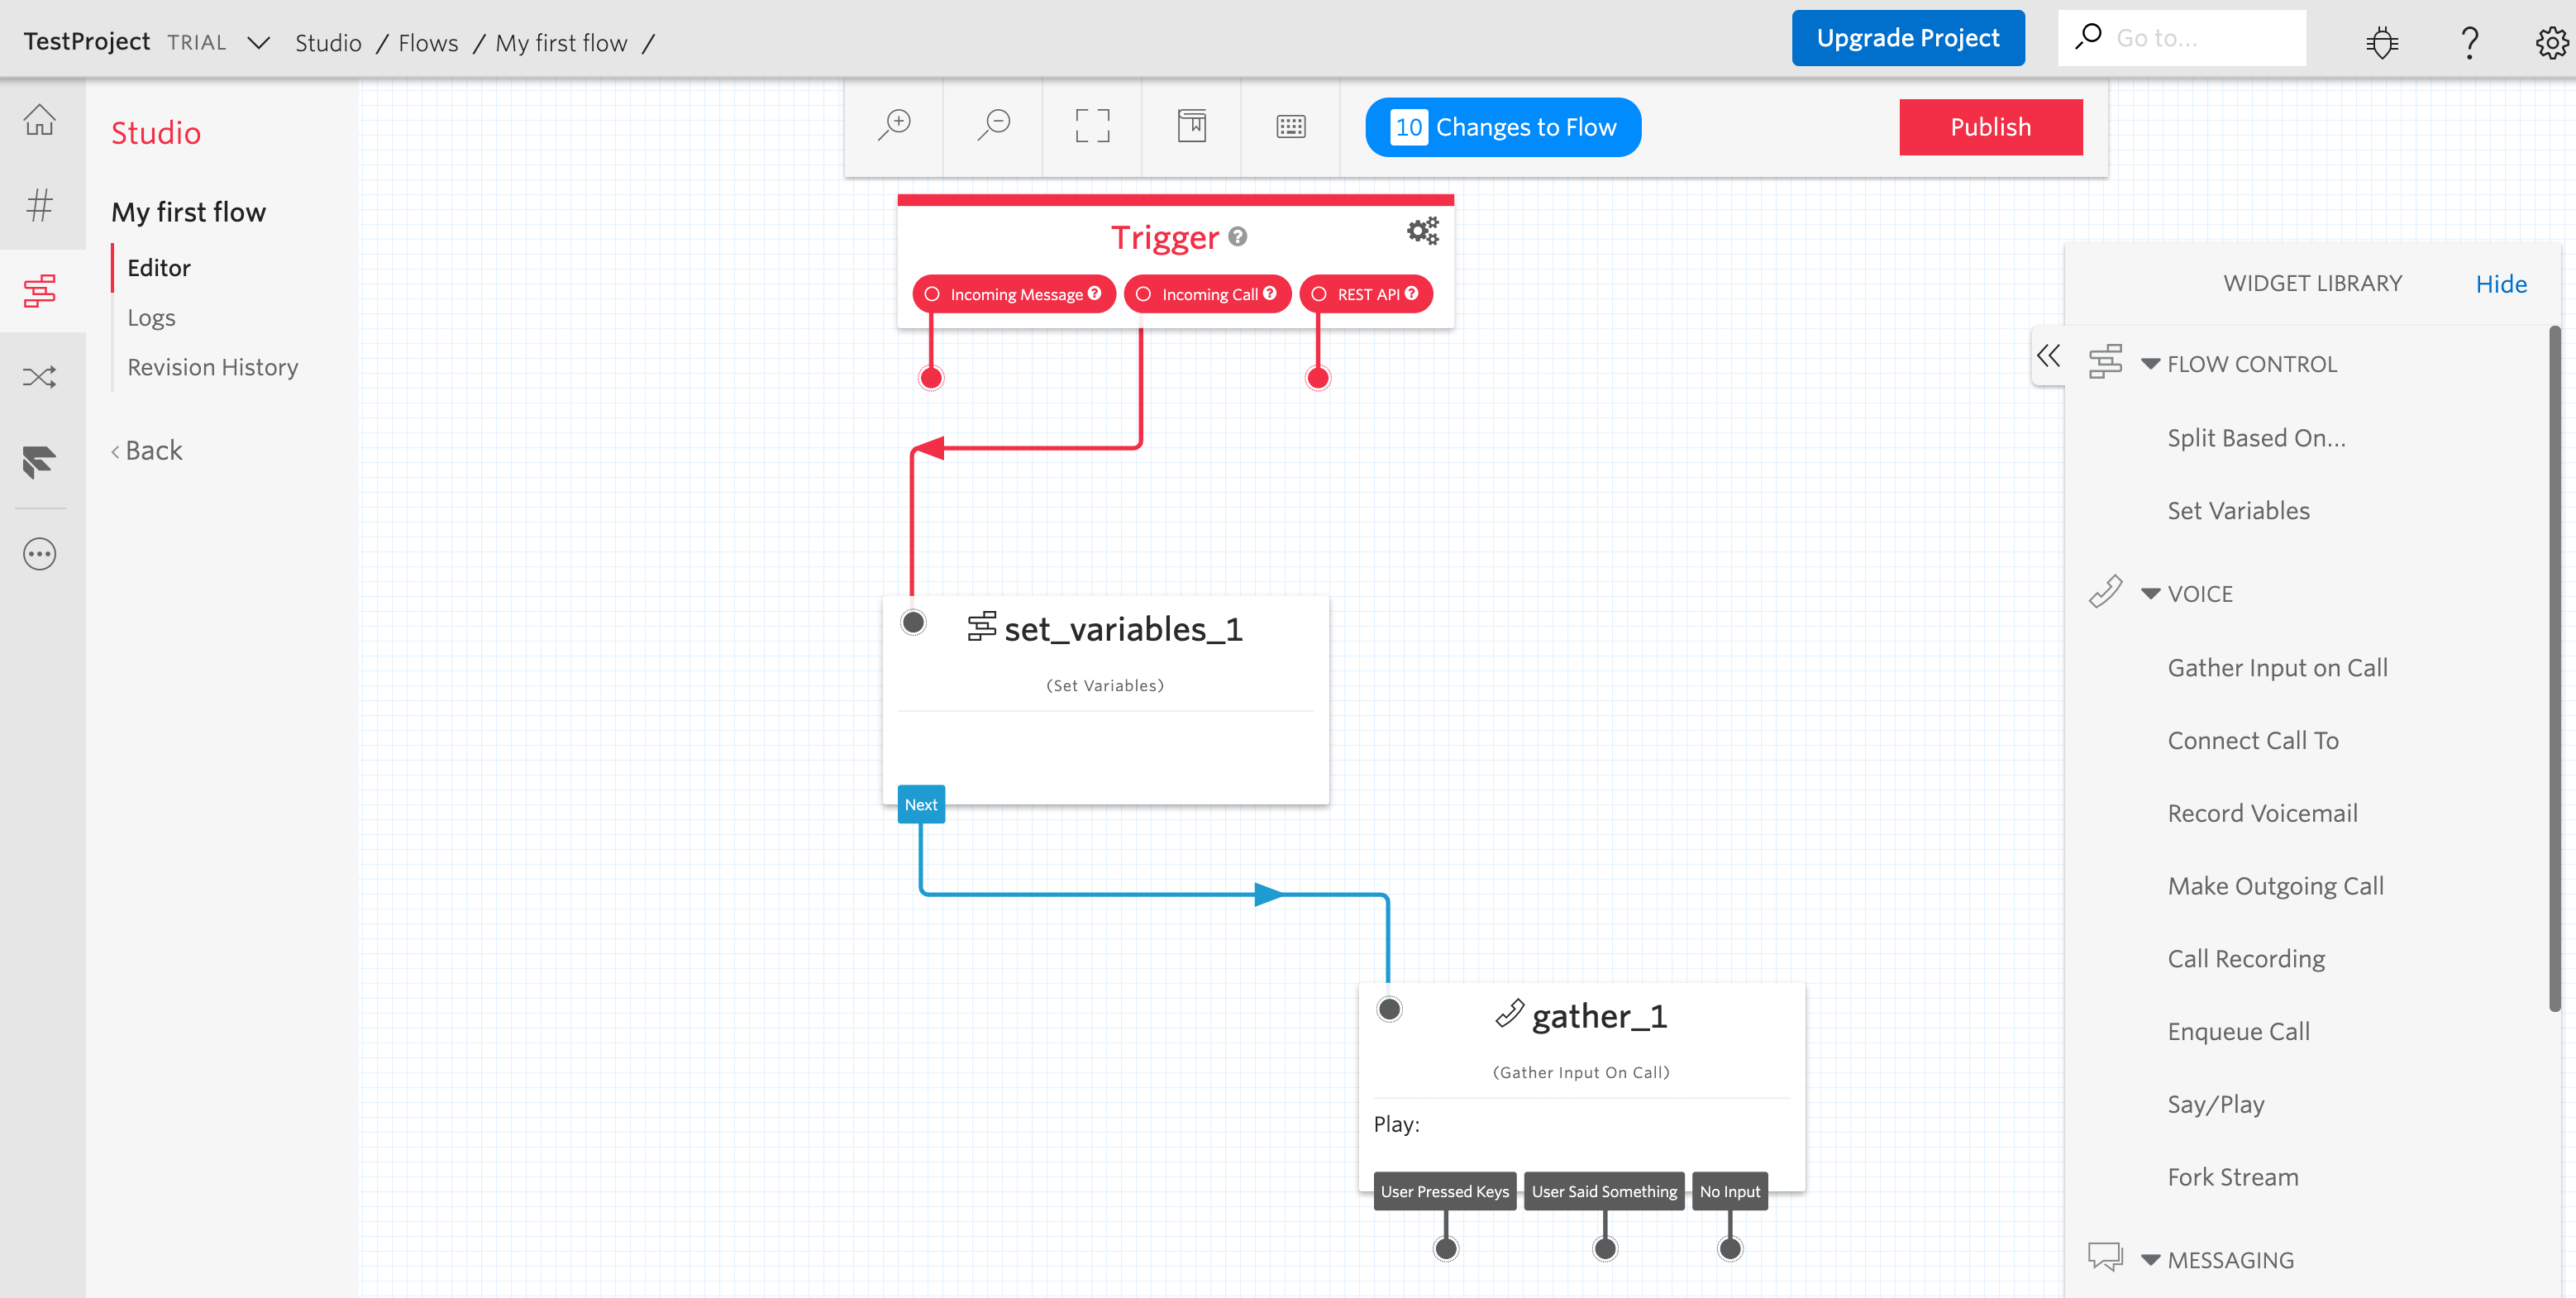 TestProject TRIAL Studio / Flows / My first flow /
Upgrade Project
Go to...
Studio
My first flow
Editor
Logs
Revision History
‹ Back
10 Changes to Flow
Publish
Trigger ?
Incoming Message ?
Incoming Call ?
REST API ?
set_variables_1
(Set Variables)
Next
gather_1
(Gather Input On Call)
Play:
User Pressed Keys
User Said Something
No Input
WIDGET LIBRARY
Hide
FLOW CONTROL
Split Based On...
Set Variables
VOICE
Gather Input on Call
Connect Call To
Record Voicemail
Make Outgoing Call
Call Recording
Enqueue Call
Say/Play
Fork Stream
MESSAGING